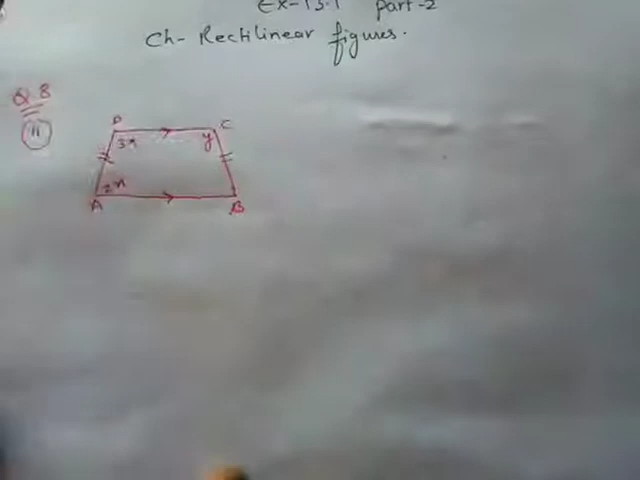 Ex-13.1 part-2
Ch- Rectilinear figures.
Q 8
(ii)
D C
3x y
2x
A B